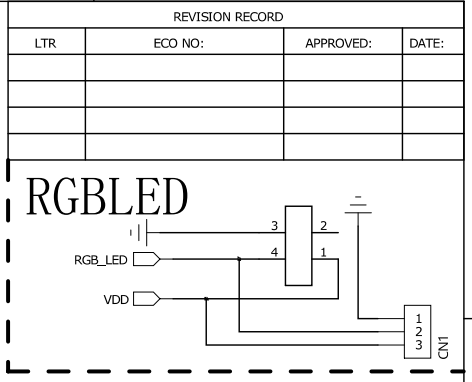 REVISION RECORD
LTR ECO NO: APPROVED: DATE:
RGBLED
3 2
RGB_LED 4 1
VDD
1
2
3
CN1